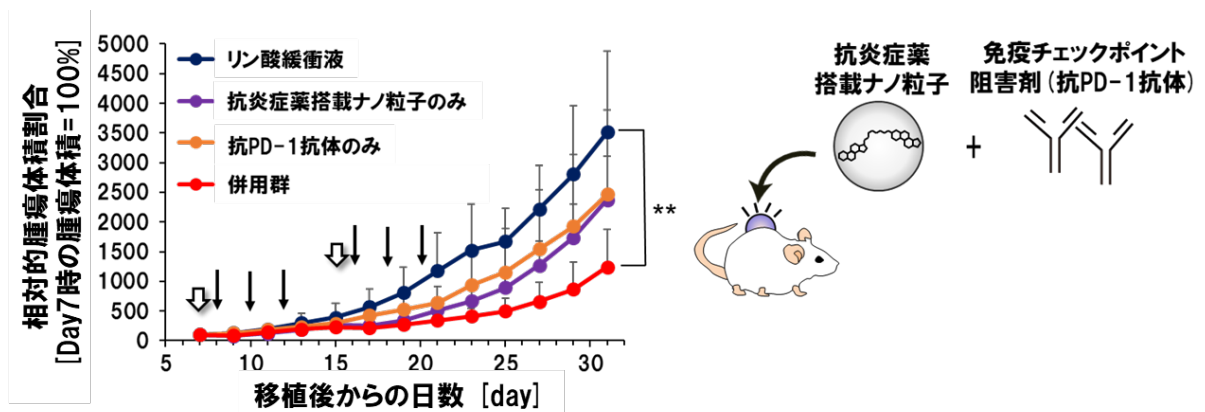 相対的腫瘍体積割合
[Day7時の腫瘍体積=100%]
5000
4500
4000
3500
3000
2500
2000
1500
1000
500
0
リン酸緩衝液
抗炎症薬搭載ナノ粒子のみ
抗PD-1抗体のみ
併用群
**
5
10
15
20
25
30
移植後からの日数 [day]
抗炎症薬
搭載ナノ粒子
+
免疫チェックポイント
阻害剤(抗PD-1抗体)